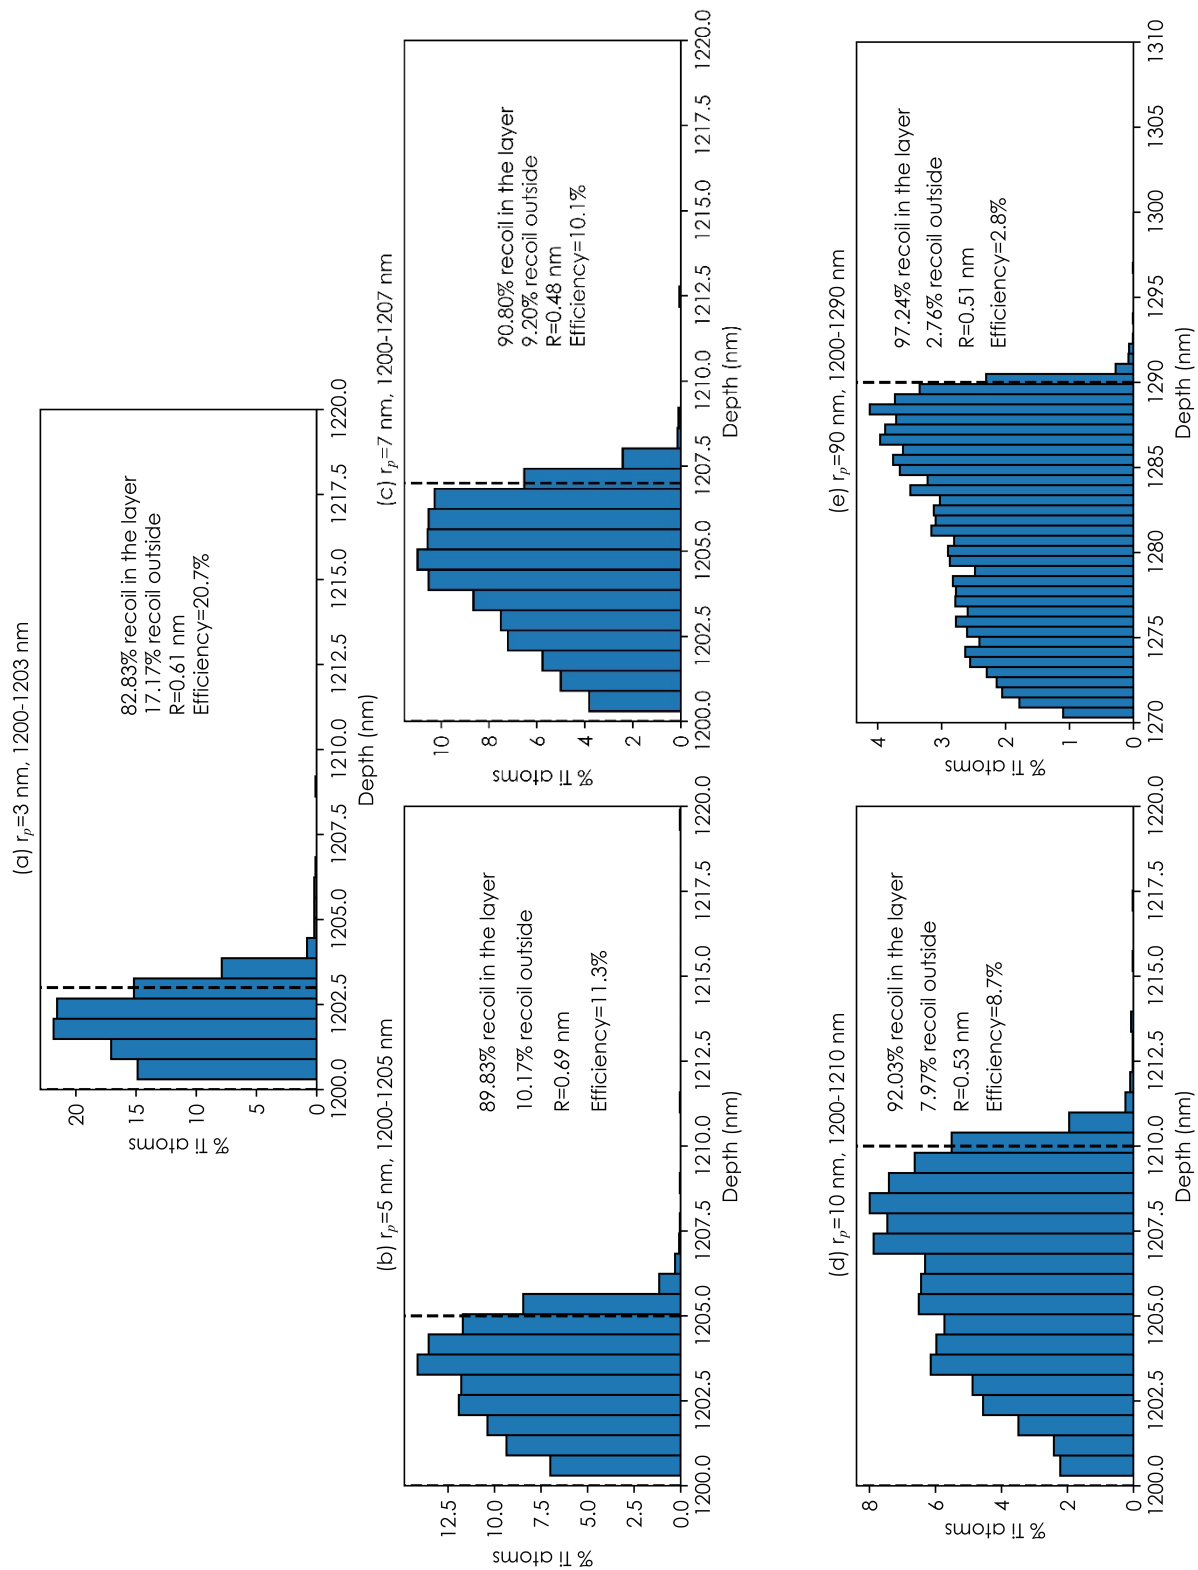 (a) r_p=3 nm, 1200-1203 nm
% Ti atoms
20
15
10
5
0
82.83% recoil in the layer
17.17% recoil outside
R=0.61 nm
Efficiency=20.7%
1200.0 1202.5 1205.0 1207.5 1210.0 1212.5 1215.0 1217.5 1220.0
Depth (nm)
(b) r_p=5 nm, 1200-1205 nm
% Ti atoms
12.5
10.0
7.5
5.0
2.5
0.0
89.83% recoil in the layer
10.17% recoil outside
R=0.69 nm
Efficiency=11.3%
1200.0 1202.5 1205.0 1207.5 1210.0 1212.5 1215.0 1217.5 1220.0
Depth (nm)
(c) r_p=7 nm, 1200-1207 nm
% Ti atoms
10
8
6
4
2
0
90.80% recoil in the layer
9.20% recoil outside
R=0.48 nm
Efficiency=10.1%
1200.0 1202.5 1205.0 1207.5 1210.0 1212.5 1215.0 1217.5 1220.0
Depth (nm)
(d) r_p=10 nm, 1200-1210 nm
% Ti atoms
8
6
4
2
0
92.03% recoil in the layer
7.97% recoil outside
R=0.53 nm
Efficiency=8.7%
1200.0 1202.5 1205.0 1207.5 1210.0 1212.5 1215.0 1217.5 1220.0
Depth (nm)
(e) r_p=90 nm, 1200-1290 nm
% Ti atoms
4
3
2
1
0
97.24% recoil in the layer
2.76% recoil outside
R=0.51 nm
Efficiency=2.8%
1270 1275 1280 1285 1290 1295 1300 1305 1310
Depth (nm)